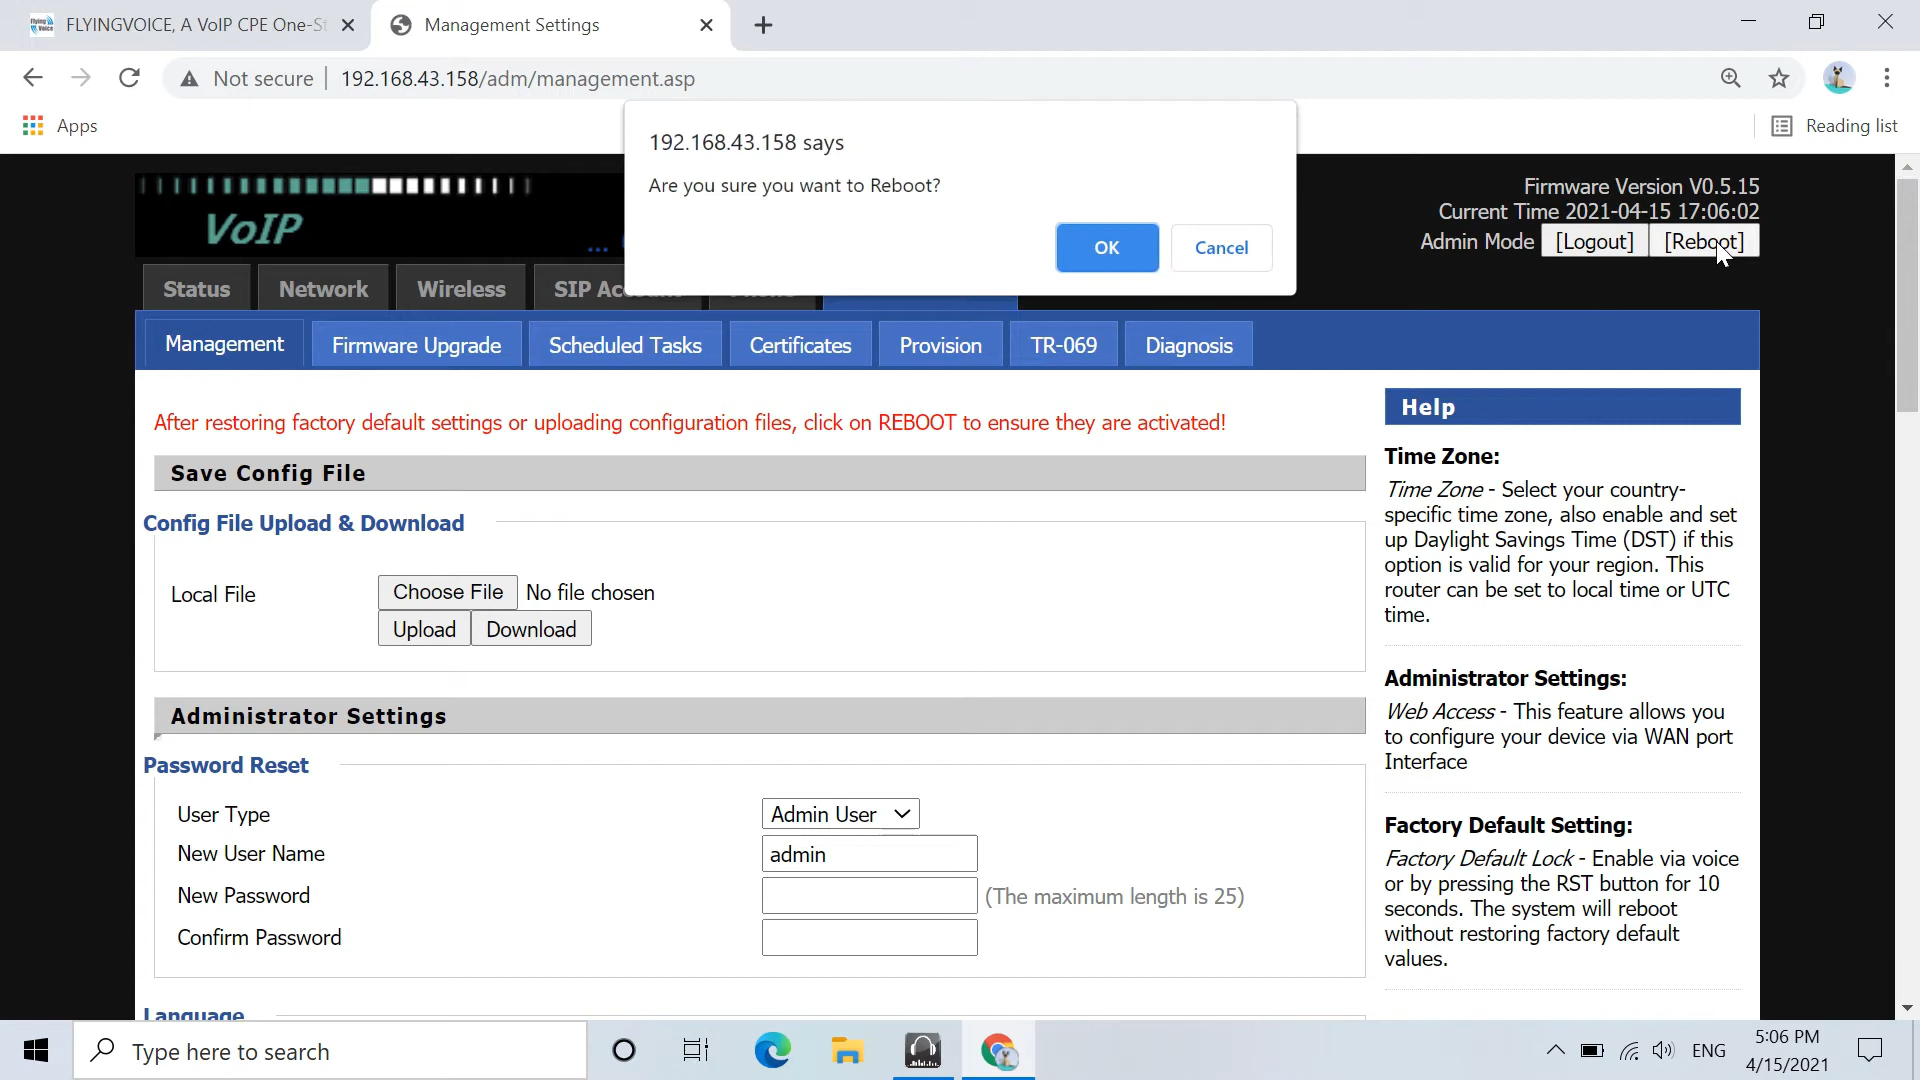 FLYINGVOICE, A VoIP CPE One-St
Management Settings
Not secure
192.168.43.158/adm/management.asp
Apps
Reading list
192.168.43.158 says
Are you sure you want to Reboot?
OK
Cancel
VoIP
...
Firmware Version V0.5.15
Current Time 2021-04-15 17:06:02
Admin Mode [Logout] [Reboot]
Status
Network
Wireless
SIP Account
Phone
Management
Firmware Upgrade
Scheduled Tasks
Certificates
Provision
TR-069
Diagnosis
After restoring factory default settings or uploading configuration files, click on REBOOT to ensure they are activated!
Save Config File
Config File Upload & Download
Local File
Choose File No file chosen
Upload Download
Administrator Settings
Password Reset
User Type
Admin User
New User Name
admin
New Password
(The maximum length is 25)
Confirm Password
Language
Help
Time Zone:
Time Zone - Select your country-
specific time zone, also enable and set
up Daylight Savings Time (DST) if this
option is valid for your region. This
router can be set to local time or UTC
time.
Administrator Settings:
Web Access - This feature allows you
to configure your device via WAN port
Interface
Factory Default Setting:
Factory Default Lock - Enable via voice
or by pressing the RST button for 10
seconds. The system will reboot
without restoring factory default
values.
Type here to search
ENG
5:06 PM
4/15/2021